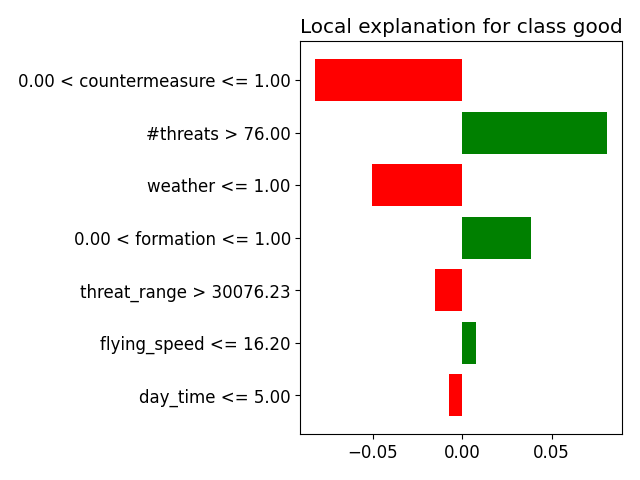 Local explanation for class good
0.00 < countermeasure <= 1.00
#threats > 76.00
weather <= 1.00
0.00 < formation <= 1.00
threat_range > 30076.23
flying_speed <= 16.20
day_time <= 5.00
−0.05 0.00 0.05